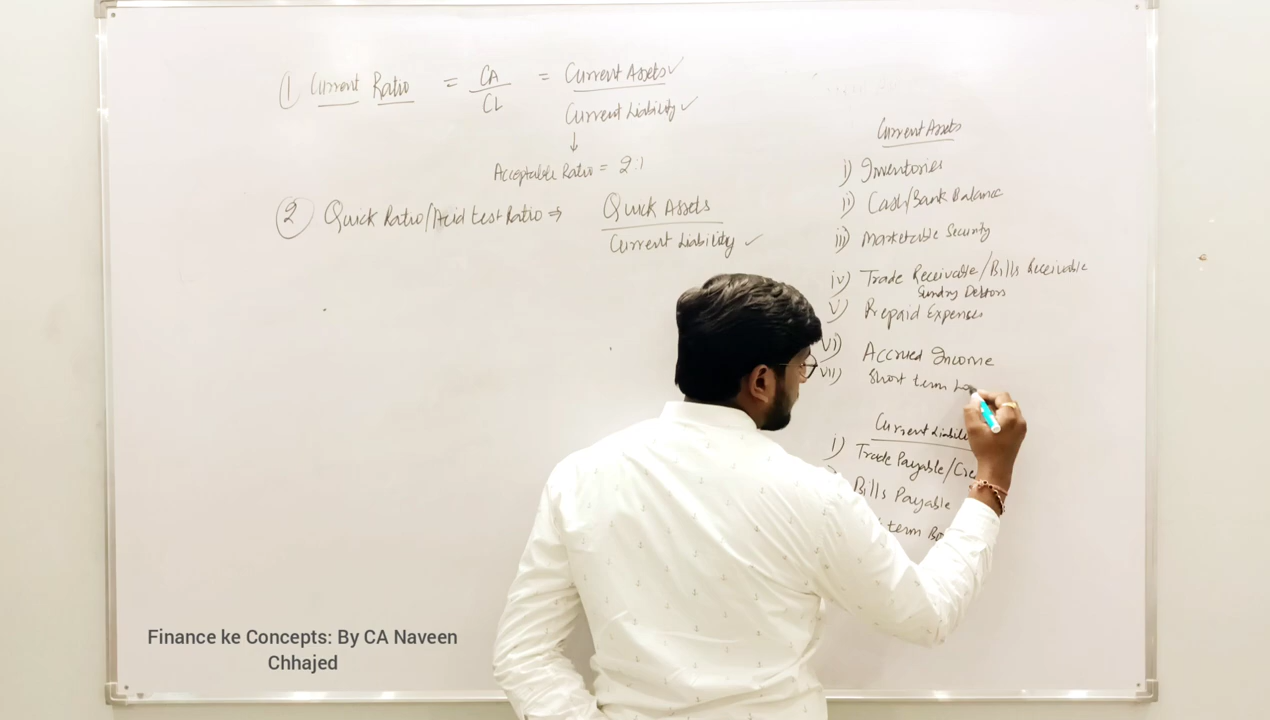 1 Current Ratio = CA / CL = Current Assets ✓ / Current Liability ✓
↓
Acceptable Ratio = 2:1
2 Quick Ratio/Acid test Ratio ⇒ Quick Assets / Current Liability ✓
Current Assets
i) Inventories
ii) Cash/Bank Balance
iii) Marketable Security
iv) Trade Receivable/Bills Receivable
Sundry Debtors
v) Prepaid Expenses
vi) Accrued Income
vii) Short term
Current
i) Trade Payable/
Bills Payable
term
Finance ke Concepts: By CA Naveen
Chhajed